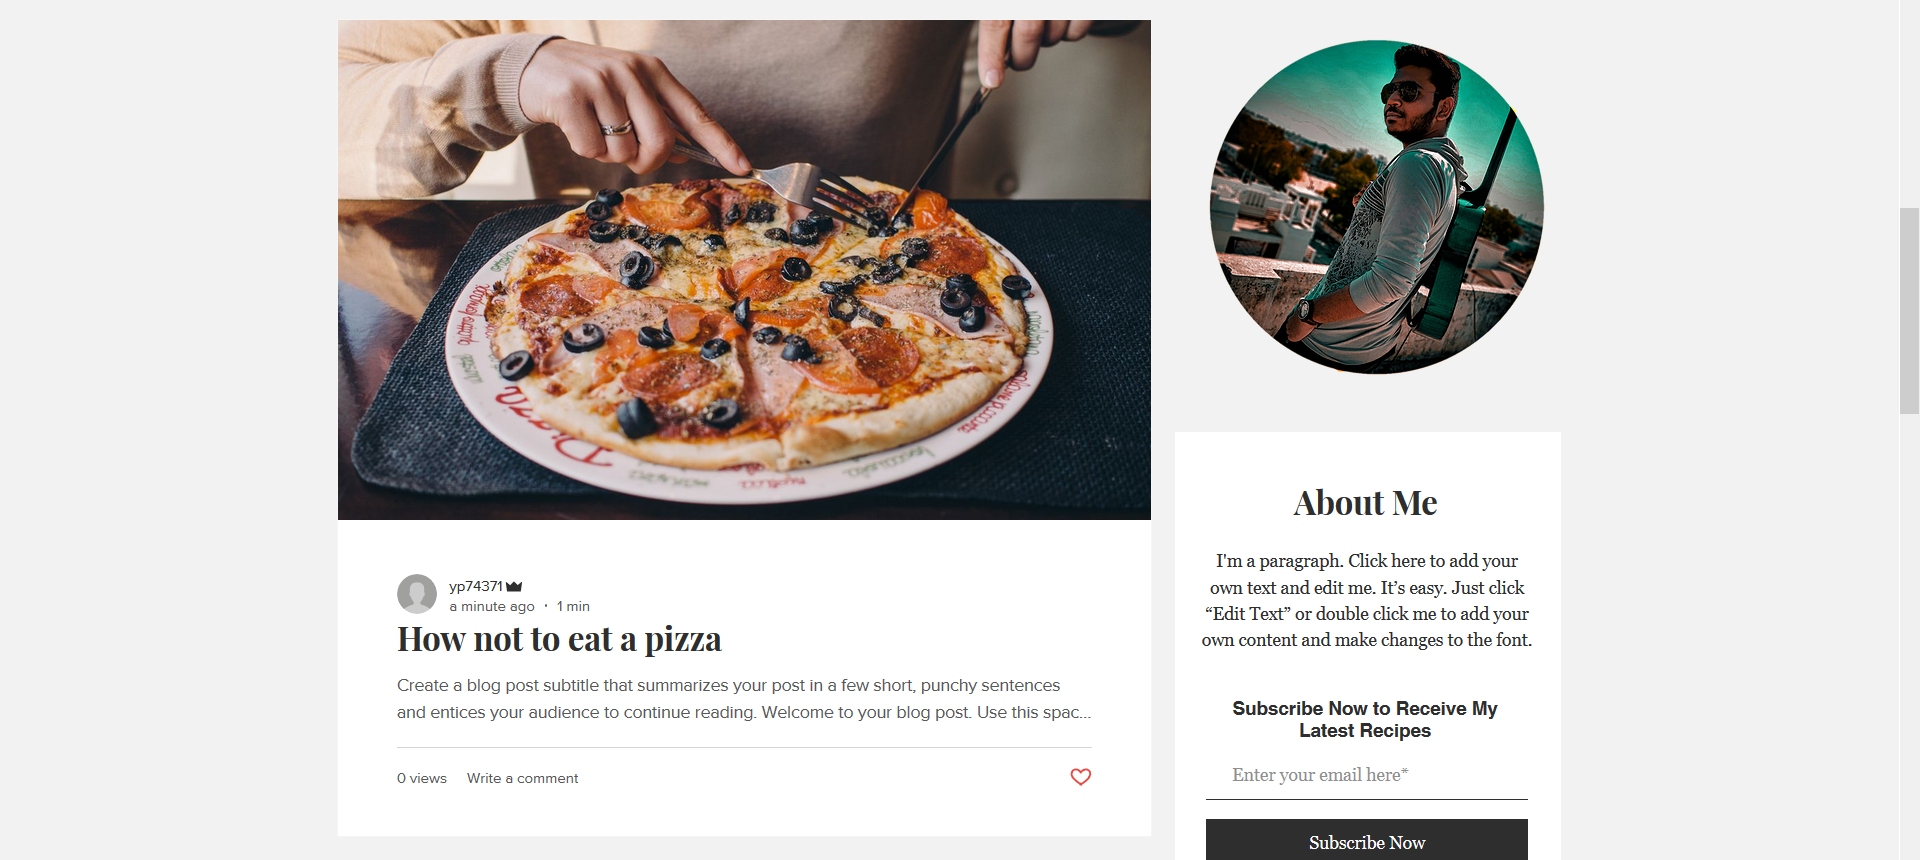 quattro formaggi
Pizza
yp74371
a minute ago · 1 min
How not to eat a pizza
Create a blog post subtitle that summarizes your post in a few short, punchy sentences
and entices your audience to continue reading. Welcome to your blog post. Use this spac...
0 views Write a comment
About Me
I'm a paragraph. Click here to add your
own text and edit me. It’s easy. Just click
“Edit Text” or double click me to add your
own content and make changes to the font.
Subscribe Now to Receive My
Latest Recipes
Enter your email here*
Subscribe Now